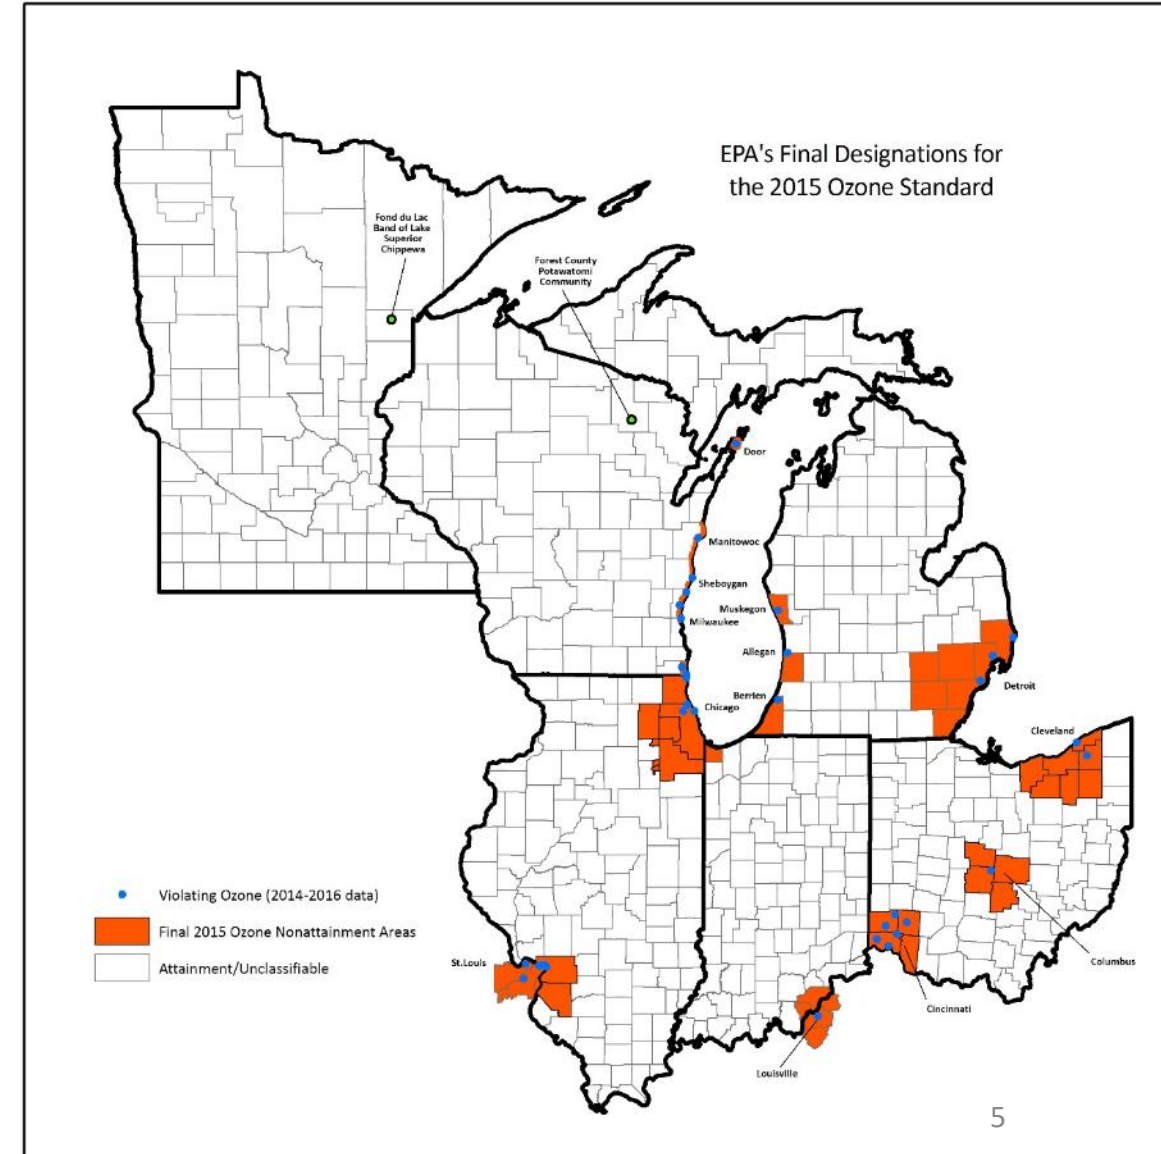 EPA's Final Designations for
the 2015 Ozone Standard
Fond du Lac
Band of Lake
Superior
Chippewa
Forest County
Potawatomi
Community
Door
Manitowoc
Sheboygan
Muskegon
Milwaukee
Allegan
Detroit
Berrien
Chicago
Cleveland
Violating Ozone (2014-2016 data)
Final 2015 Ozone Nonattainment Areas
Attainment/Unclassifiable
St.Louis
Columbus
Cincinnati
Louisville
5